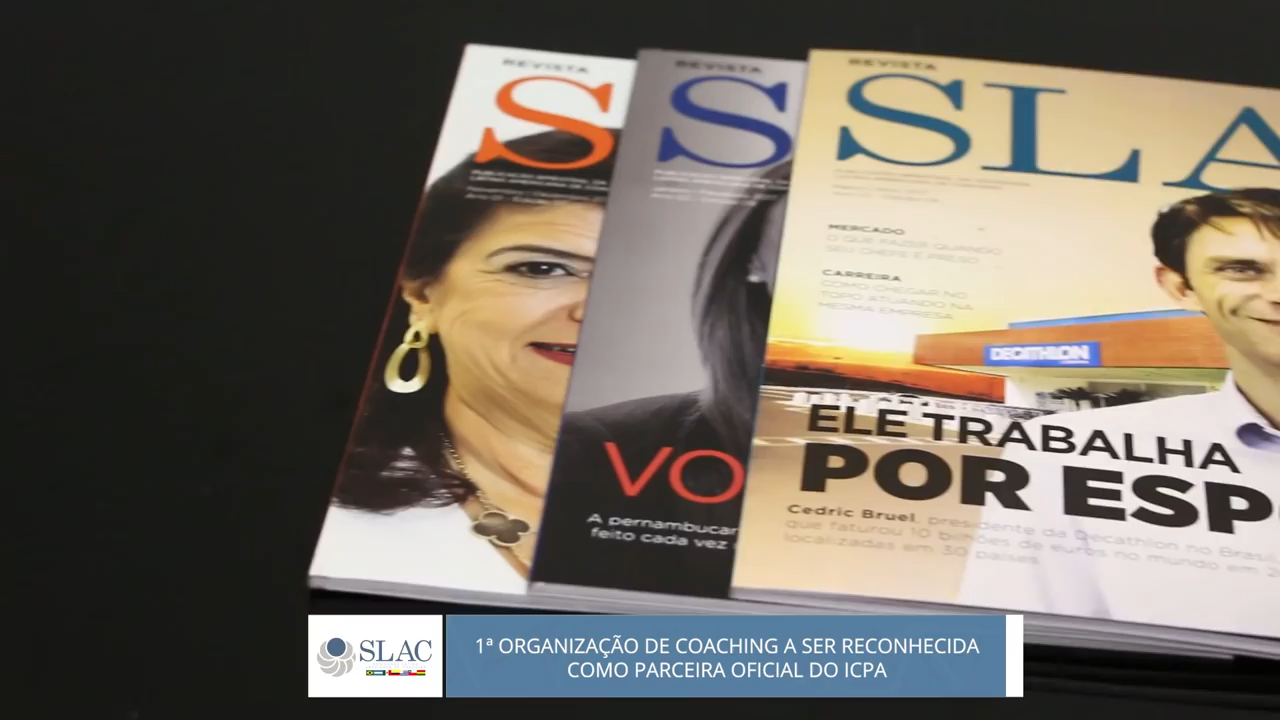 REVISTA
S
REVISTA
S
REVISTA
SLA
MERCADO
O QUE FAZER QUANDO
SEU CHEFE É PRESO
CARREIRA
COMO CHEGAR NO
TOPO ATUANDO NA
MESMA EMPRESA
DECATHLON
ELE TRABALHA
POR ESP
Cedric Bruel, presidente da Decathlon no Brasil,
que faturou 10 bilhões de euros no mundo em 2
localizadas em 30 países
VO
A pernambucan
feito cada vez
SLAC
1ª ORGANIZAÇÃO DE COACHING A SER RECONHECIDA
COMO PARCEIRA OFICIAL DO ICPA